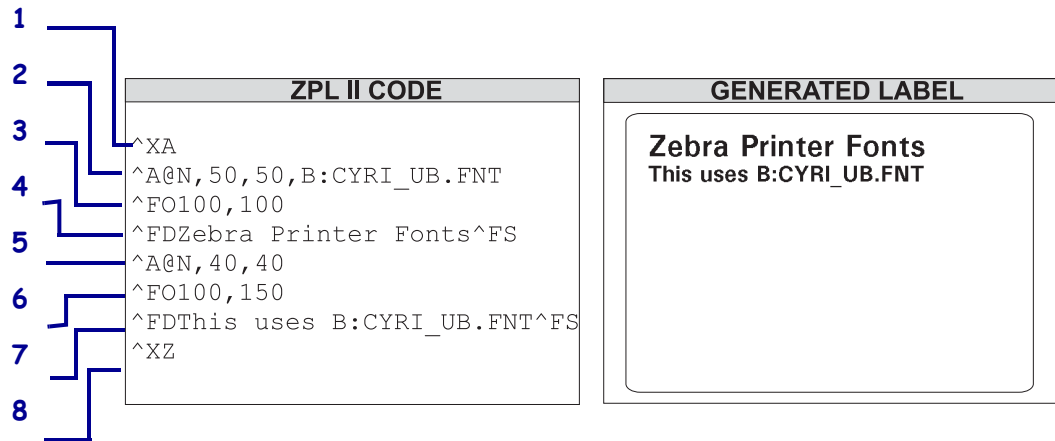 1
2
3
4
5
6
7
8
ZPL II CODE
^XA
^A@N,50,50,B:CYRI_UB.FNT
^FO100,100
^FDZebra Printer Fonts^FS
^A@N,40,40
^FO100,150
^FDThis uses B:CYRI_UB.FNT^FS
^XZ
GENERATED LABEL
Zebra Printer Fonts
This uses B:CYRI_UB.FNT